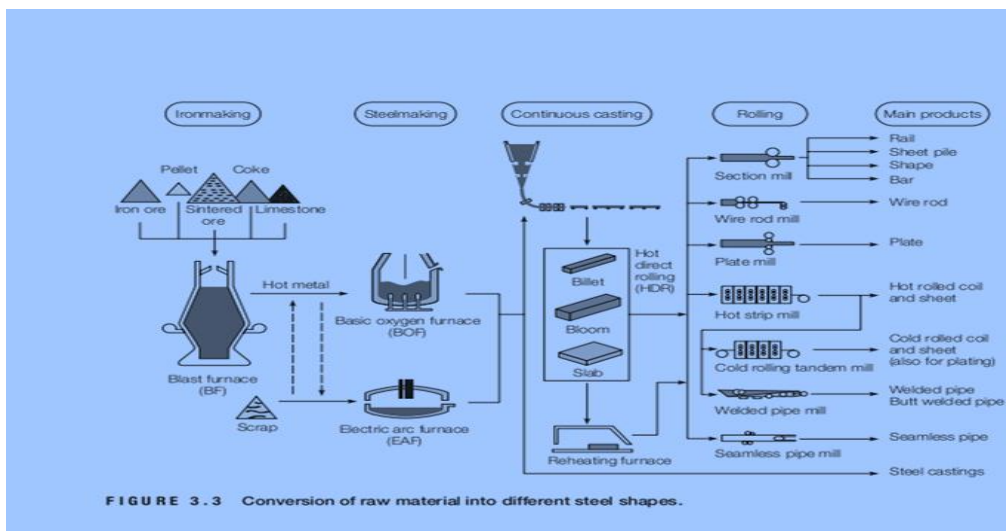 Ironmaking
Steelmaking
Continuous casting
Rolling
Main products
Pellet
Coke
Iron ore
Sintered
ore
Limestone
Hot metal
Blast furnace
(BF)
Scrap
Basic oxygen furnace
(BOF)
Electric arc furnace
(EAF)
Billet
Bloom
Slab
Hot
direct
rolling
(HDR)
Reheating furnace
Section mill
Wire rod mill
Plate mill
Hot strip mill
Cold rolling tandem mill
Welded pipe mill
Seamless pipe mill
Rail
Sheet pile
Shape
Bar
Wire rod
Plate
Hot rolled coil
and sheet
Cold rolled coil
and sheet
(also for plating)
Welded pipe
Butt welded pipe
Seamless pipe
Steel castings
FIGURE 3.3 Conversion of raw material into different steel shapes.